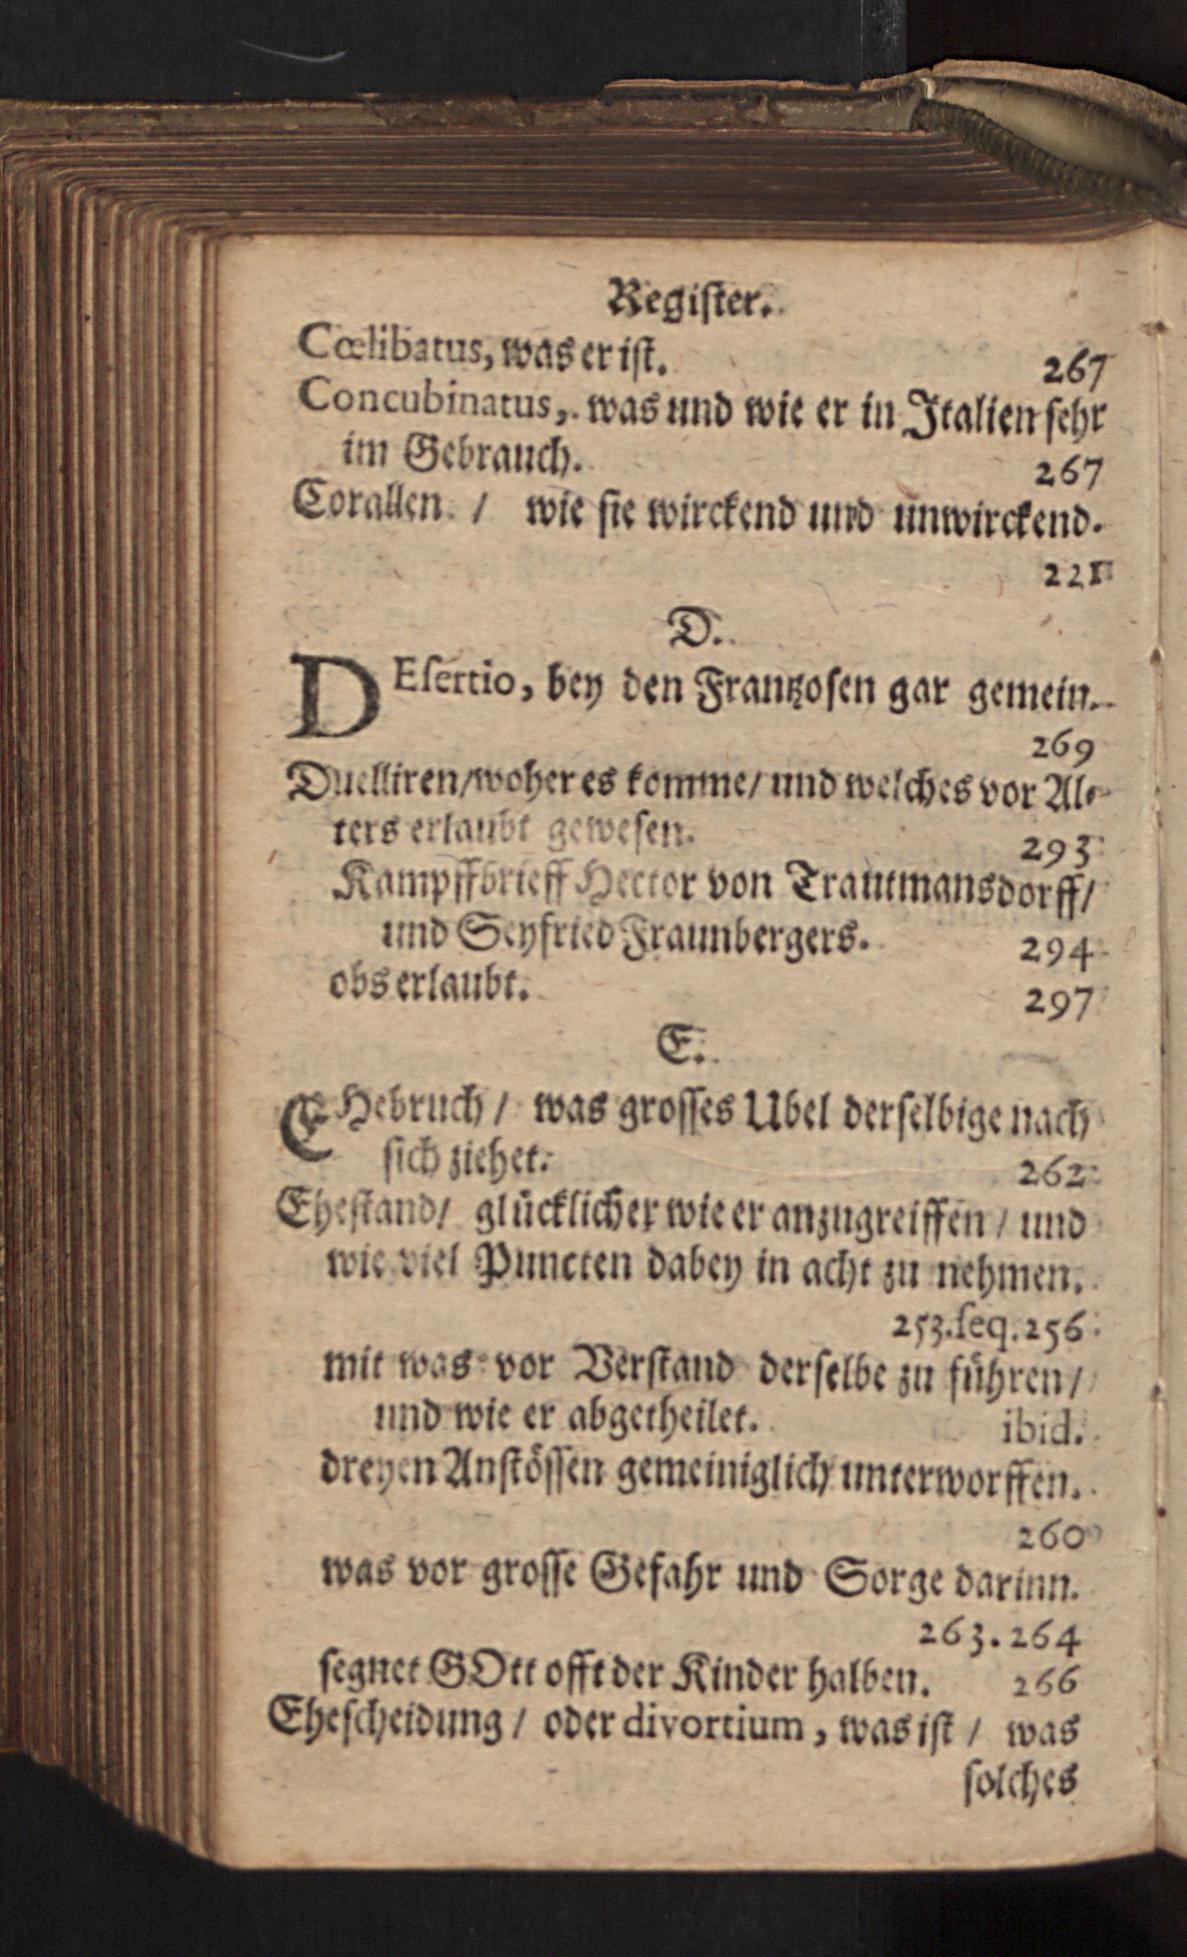 Register.
Cœlibatus, was er ist. 267
Concubinatus, was und wie er in Italien sehr
im Gebrauch. 267
Corallen / wie sie wirckend und unwirckend.
221
D.
DEsertio, bey den Frantzosen gar gemein.
269
Duelliren/ woher es komme/ und welches vor Al-
ters erlaubt gewesen. 293
Kampffbrieff Hector von Trautmansdorff/
und Seyfried Fraunbergers. 294
obs erlaubt. 297
E.
EHebruch / was grosses Ubel derselbige nach
sich ziehet. 262
Ehestand/ glücklicher wie er anzugreiffen / und
wie viel Puncten dabey in acht zu nehmen.
253. seq. 256
mit was vor Verstand derselbe zu führen /
und wie er abgetheilet. ibid.
dreyen Anstössen gemeiniglich unterworffen.
260
was vor grosse Gefahr und Sorge darinn.
263. 264
segnet GOtt offt der Kinder halben. 266
Ehescheidung / oder divortium, was ist / was
solches